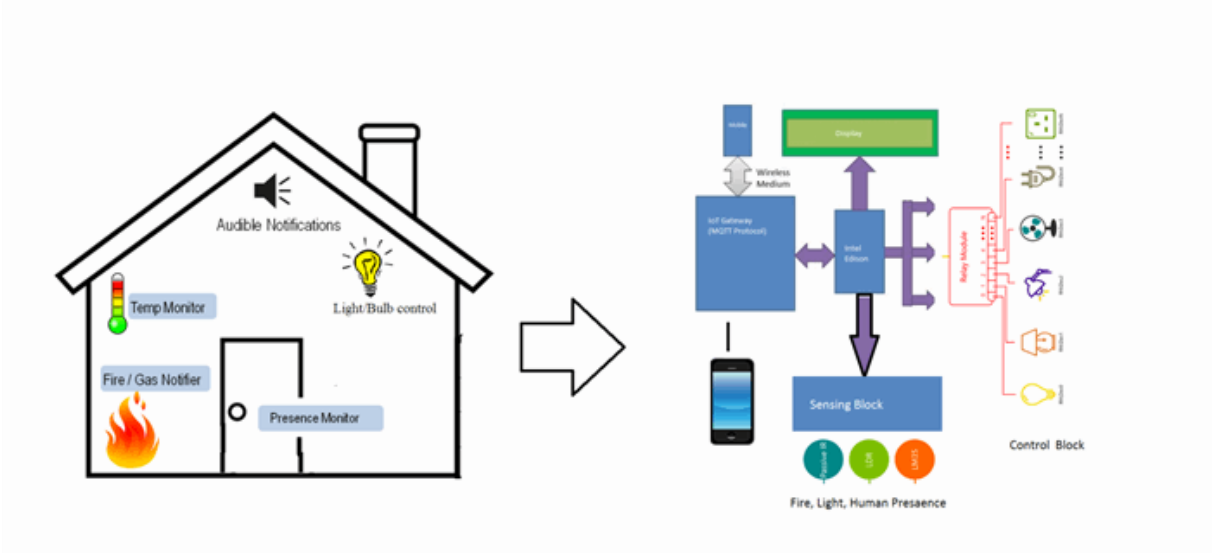 Audible Notifications
Light/Bulb control
Temp Monitor
Fire / Gas Notifier
Presence Monitor
Mobile
Display
Wireless
Medium
IoT Gateway
(MQTT Protocol)
Intel
Edison
Relay Module
Sensing Block
Passive IR
LDR
LM35
Fire, Light, Human Presaence
Control Block